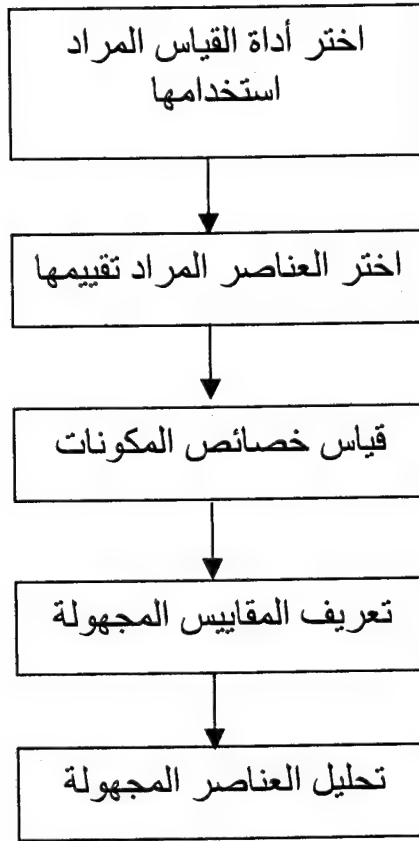 اختر أداة القياس المراد
استخدامها
اختر العناصر المراد تقييمها
قياس خصائص المكونات
تعريف المقاييس المجهولة
تحليل العناصر المجهولة